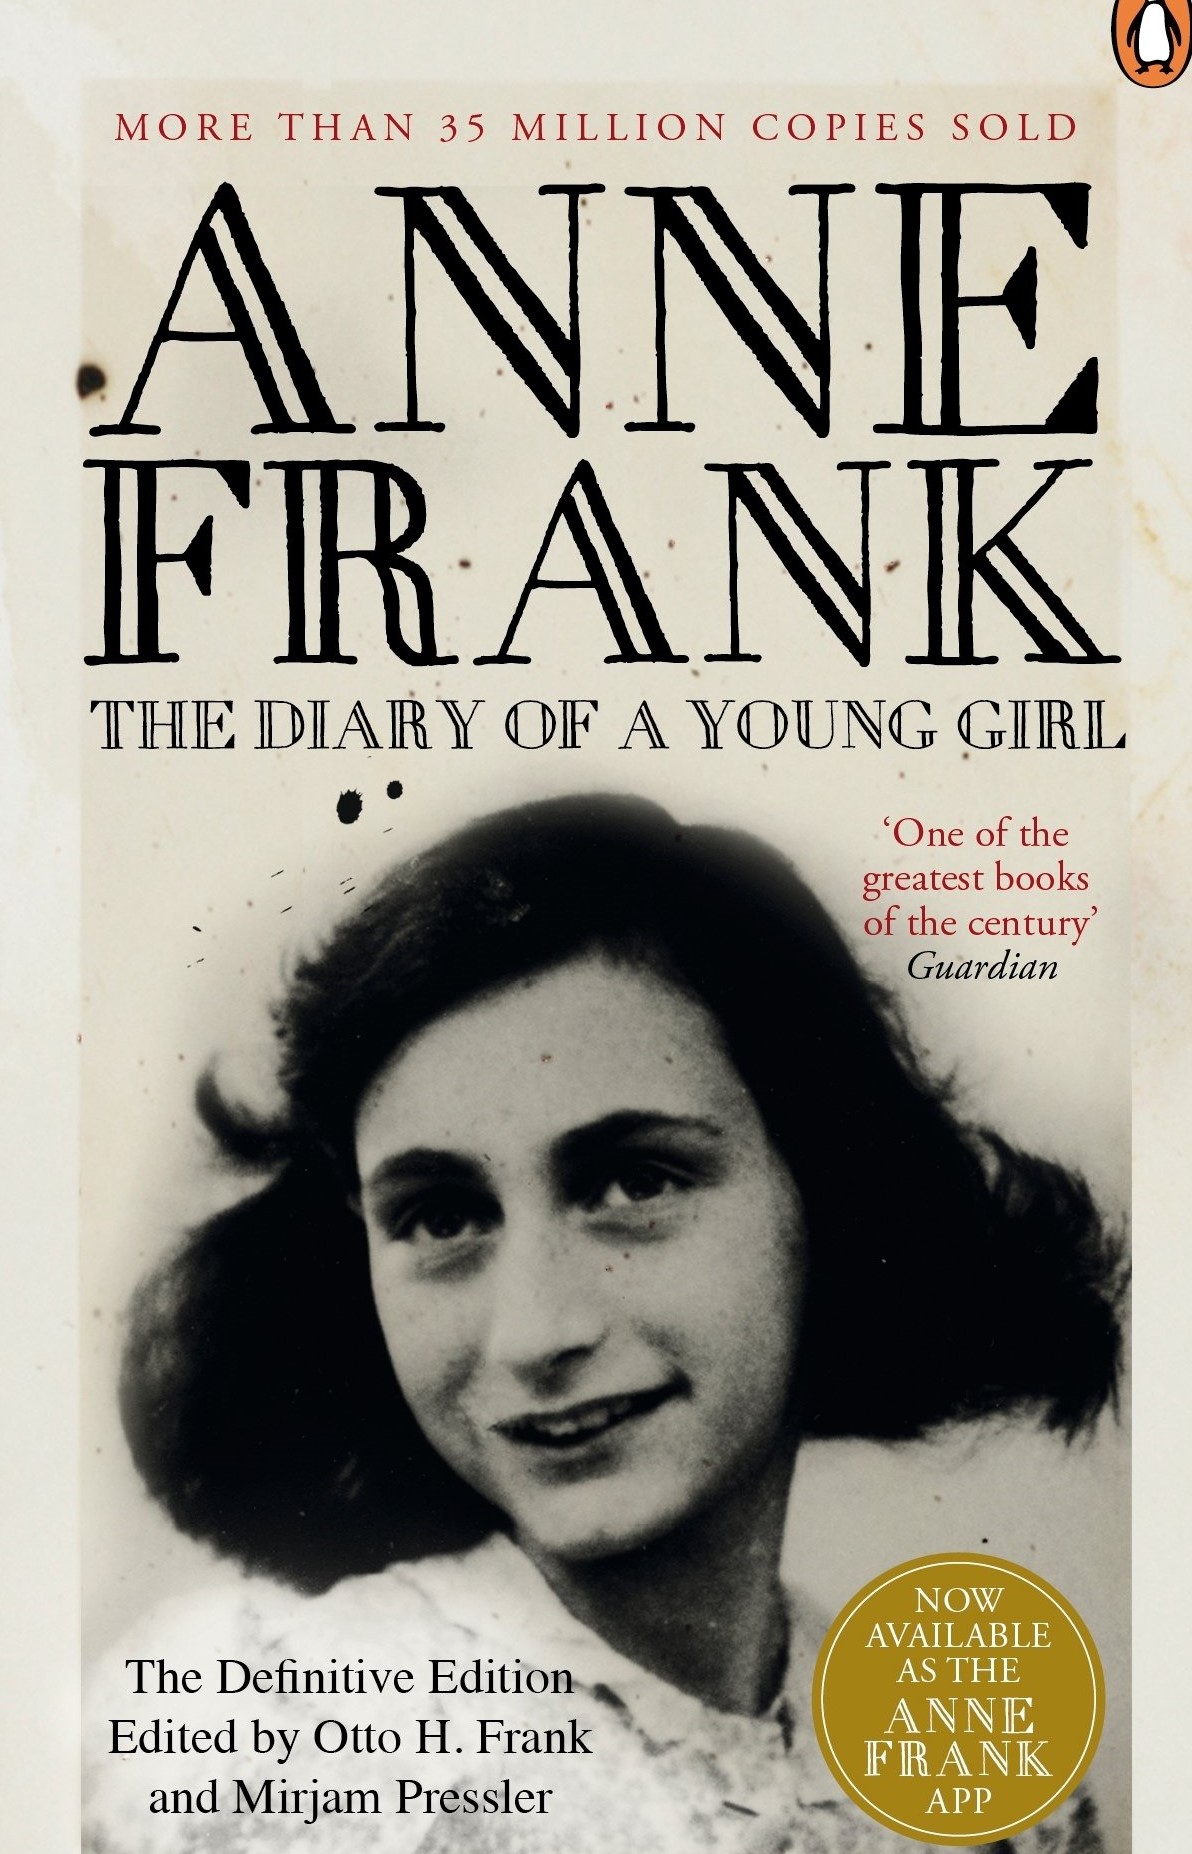 MORE THAN 35 MILLION COPIES SOLD
ANNE
FRANK
THE DIARY OF A YOUNG GIRL
‘One of the
greatest books
of the century’
Guardian
The Definitive Edition
Edited by Otto H. Frank
and Mirjam Pressler
NOW
AVAILABLE
AS THE
ANNE
FRANK
APP